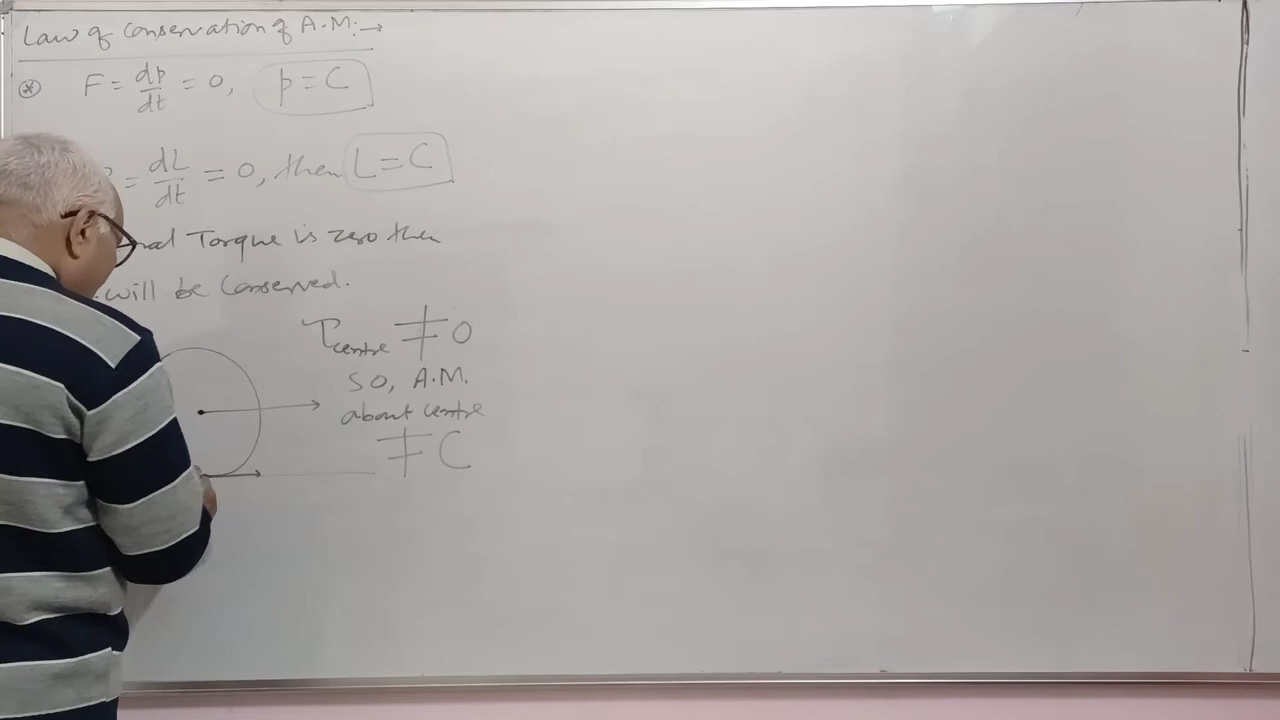 Law of Conservation of A.M.:→
* F = dp/dt = 0, p = C
= dL/dt = 0, then L = C
Torque is zero then
will be Conserved.
τcentre ≠ 0
so, A.M.
about centre
≠ C